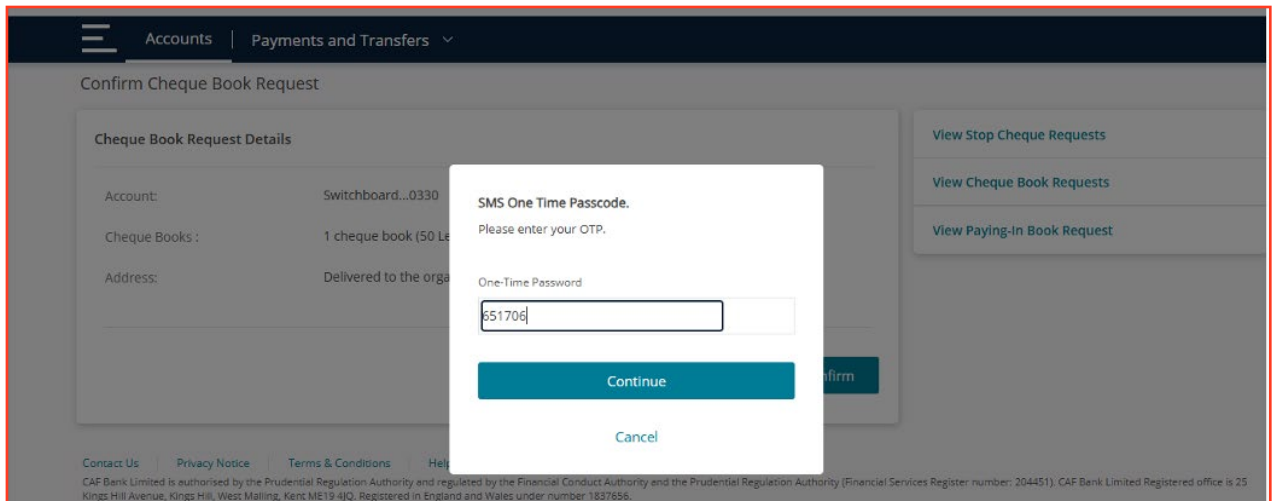 Accounts | Payments and Transfers
Confirm Cheque Book Request
Cheque Book Request Details
Account: Switchboard...0330
Cheque Books : 1 cheque book (50 Le
Address: Delivered to the orga
SMS One Time Passcode.
Please enter your OTP.
One-Time Password
651706
Continue
Cancel
nfirm
View Stop Cheque Requests
View Cheque Book Requests
View Paying-In Book Request
Contact Us | Privacy Notice | Terms & Conditions | Help
CAF Bank Limited is authorised by the Prudential Regulation Authority and regulated by the Financial Conduct Authority and the Prudential Regulation Authority (Financial Services Register number: 204451). CAF Bank Limited Registered office is 25
Kings Hill Avenue, Kings Hill, West Malling, Kent ME19 4JQ. Registered in England and Wales under number 1837656.